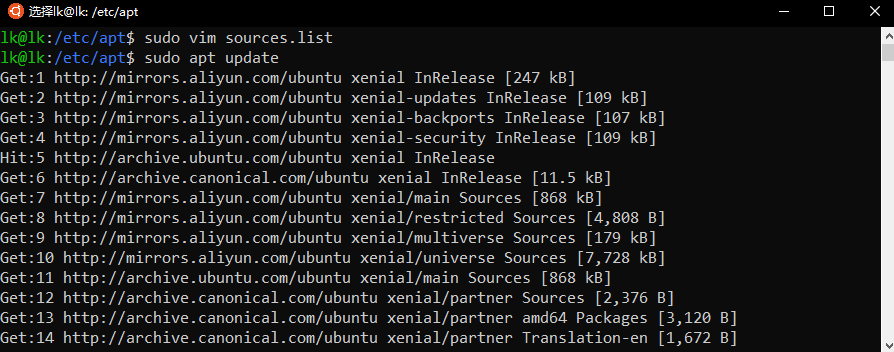 选择lk@lk: /etc/apt
lk@lk:/etc/apt$ sudo vim sources.list
lk@lk:/etc/apt$ sudo apt update
Get:1 http://mirrors.aliyun.com/ubuntu xenial InRelease [247 kB]
Get:2 http://mirrors.aliyun.com/ubuntu xenial-updates InRelease [109 kB]
Get:3 http://mirrors.aliyun.com/ubuntu xenial-backports InRelease [107 kB]
Get:4 http://mirrors.aliyun.com/ubuntu xenial-security InRelease [109 kB]
Hit:5 http://archive.ubuntu.com/ubuntu xenial InRelease
Get:6 http://archive.canonical.com/ubuntu xenial InRelease [11.5 kB]
Get:7 http://mirrors.aliyun.com/ubuntu xenial/main Sources [868 kB]
Get:8 http://mirrors.aliyun.com/ubuntu xenial/restricted Sources [4,808 B]
Get:9 http://mirrors.aliyun.com/ubuntu xenial/multiverse Sources [179 kB]
Get:10 http://mirrors.aliyun.com/ubuntu xenial/universe Sources [7,728 kB]
Get:11 http://archive.ubuntu.com/ubuntu xenial/main Sources [868 kB]
Get:12 http://archive.canonical.com/ubuntu xenial/partner Sources [2,376 B]
Get:13 http://archive.canonical.com/ubuntu xenial/partner amd64 Packages [3,120 B]
Get:14 http://archive.canonical.com/ubuntu xenial/partner Translation-en [1,672 B]